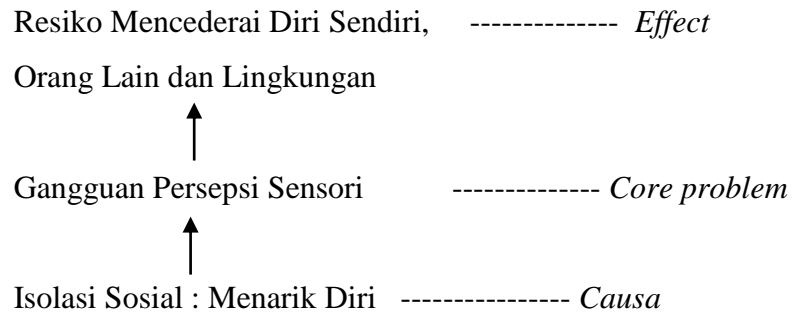 Resiko Mencederai Diri Sendiri, -------------- Effect
Orang Lain dan Lingkungan
Gangguan Persepsi Sensori -------------- Core problem
Isolasi Sosial : Menarik Diri ---------------- Causa